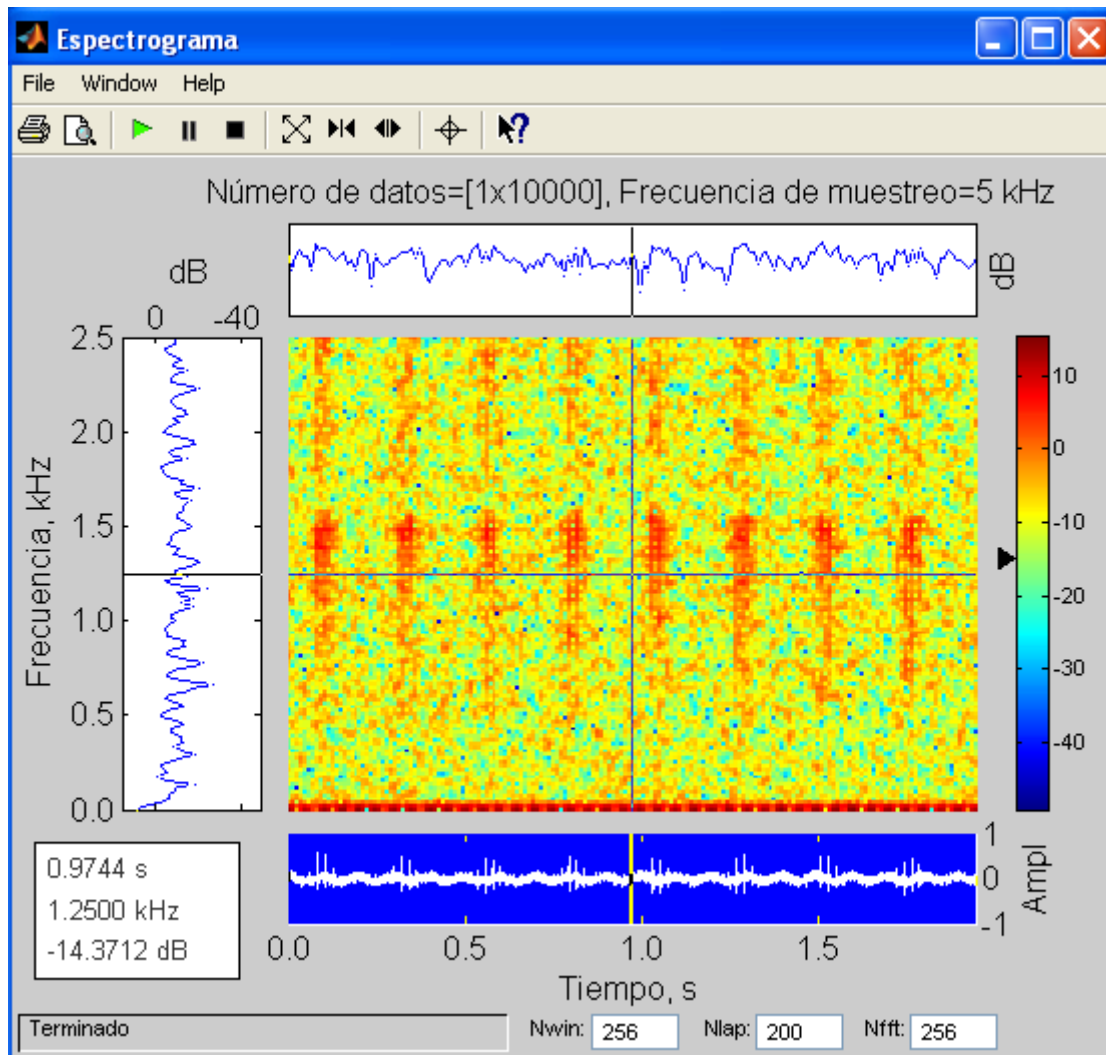 Espectrograma
File Window Help
Número de datos=[1x10000], Frecuencia de muestreo=5 kHz
dB
0 -40
dB
Frecuencia, kHz
2.5
2.0
1.5
1.0
0.5
0.0
10
0
-10
-20
-30
-40
0.9744 s
1.2500 kHz
-14.3712 dB
1
0
-1
Ampl
0.0 0.5 1.0 1.5
Tiempo, s
Terminado
Nwin: 256 Nlap: 200 Nfft: 256